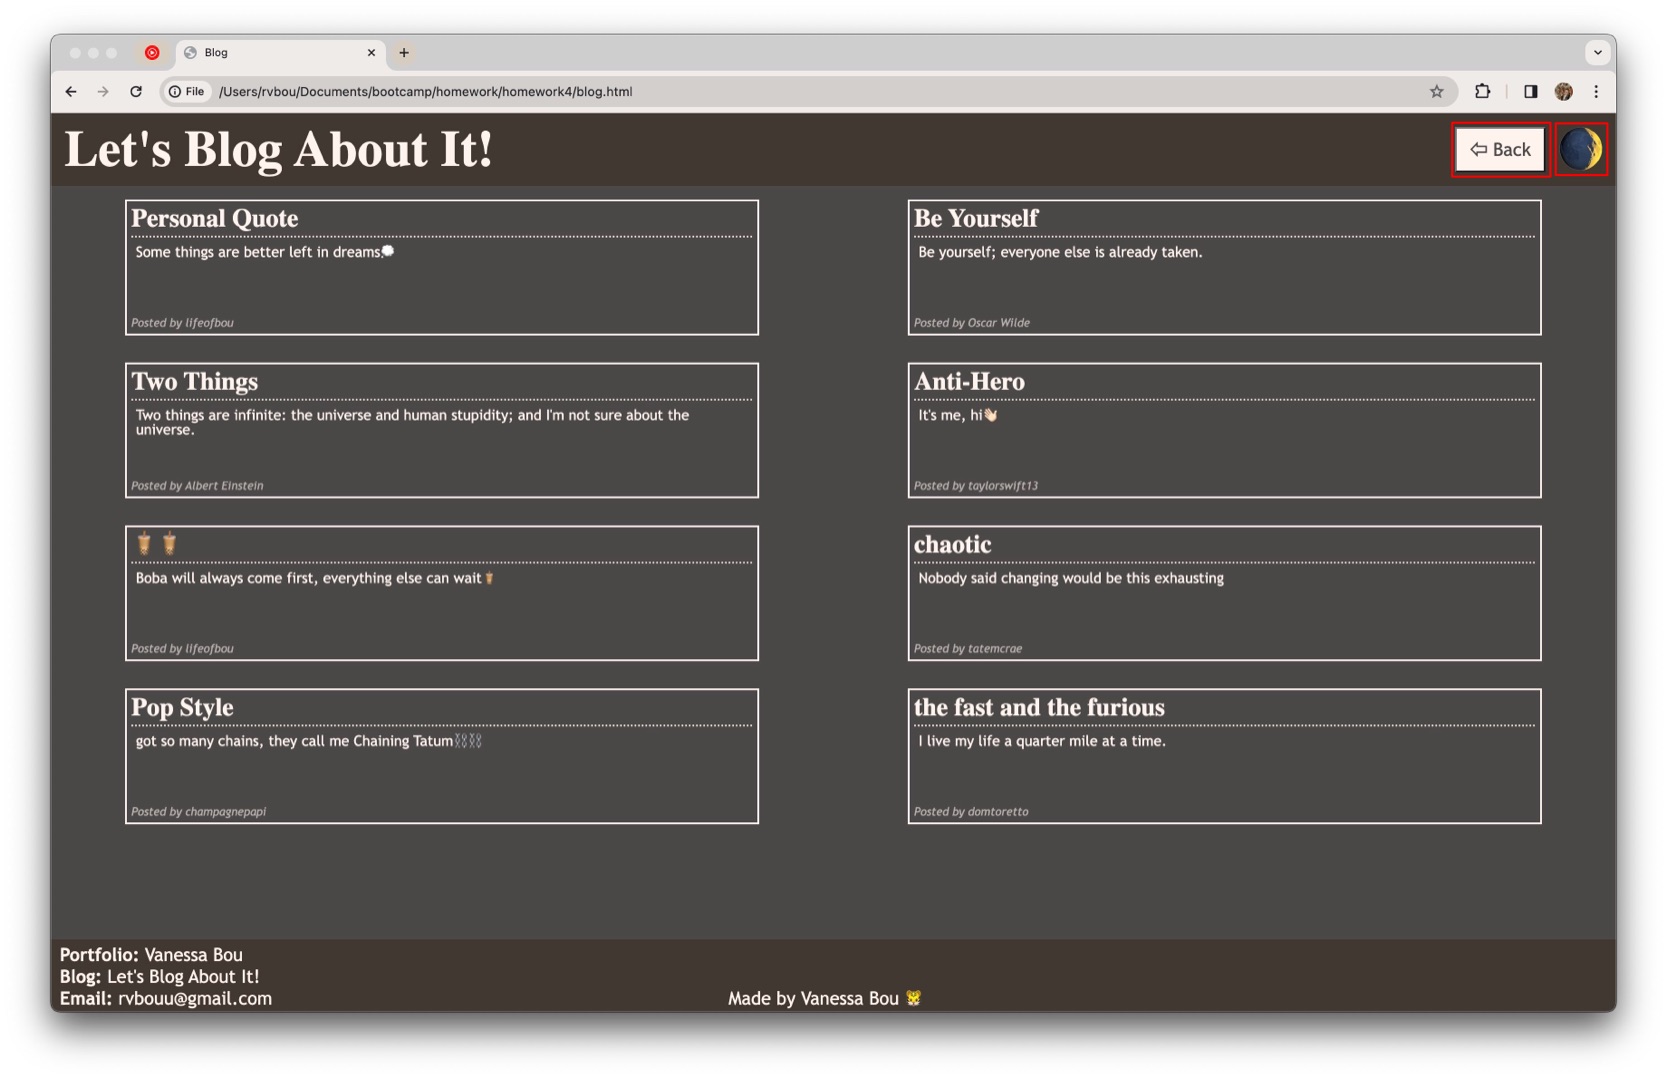 Blog
File
/Users/rvbou/Documents/bootcamp/homework/homework4/blog.html
Let's Blog About It!
⇦ Back
Personal Quote
Some things are better left in dreams.💭
Posted by lifeofbou
Be Yourself
Be yourself; everyone else is already taken.
Posted by Oscar Wilde
Two Things
Two things are infinite: the universe and human stupidity; and I'm not sure about the
universe.
Posted by Albert Einstein
Anti-Hero
It's me, hi👋🏻
Posted by taylorswift13
🧋 🧋
Boba will always come first, everything else can wait🧋
Posted by lifeofbou
chaotic
Nobody said changing would be this exhausting
Posted by tatemcrae
Pop Style
got so many chains, they call me Chaining Tatum⛓️⛓️
Posted by champagnepapi
the fast and the furious
I live my life a quarter mile at a time.
Posted by domtoretto
Portfolio: Vanessa Bou
Blog: Let's Blog About It!
Email: rvbouu@gmail.com
Made by Vanessa Bou 🐯